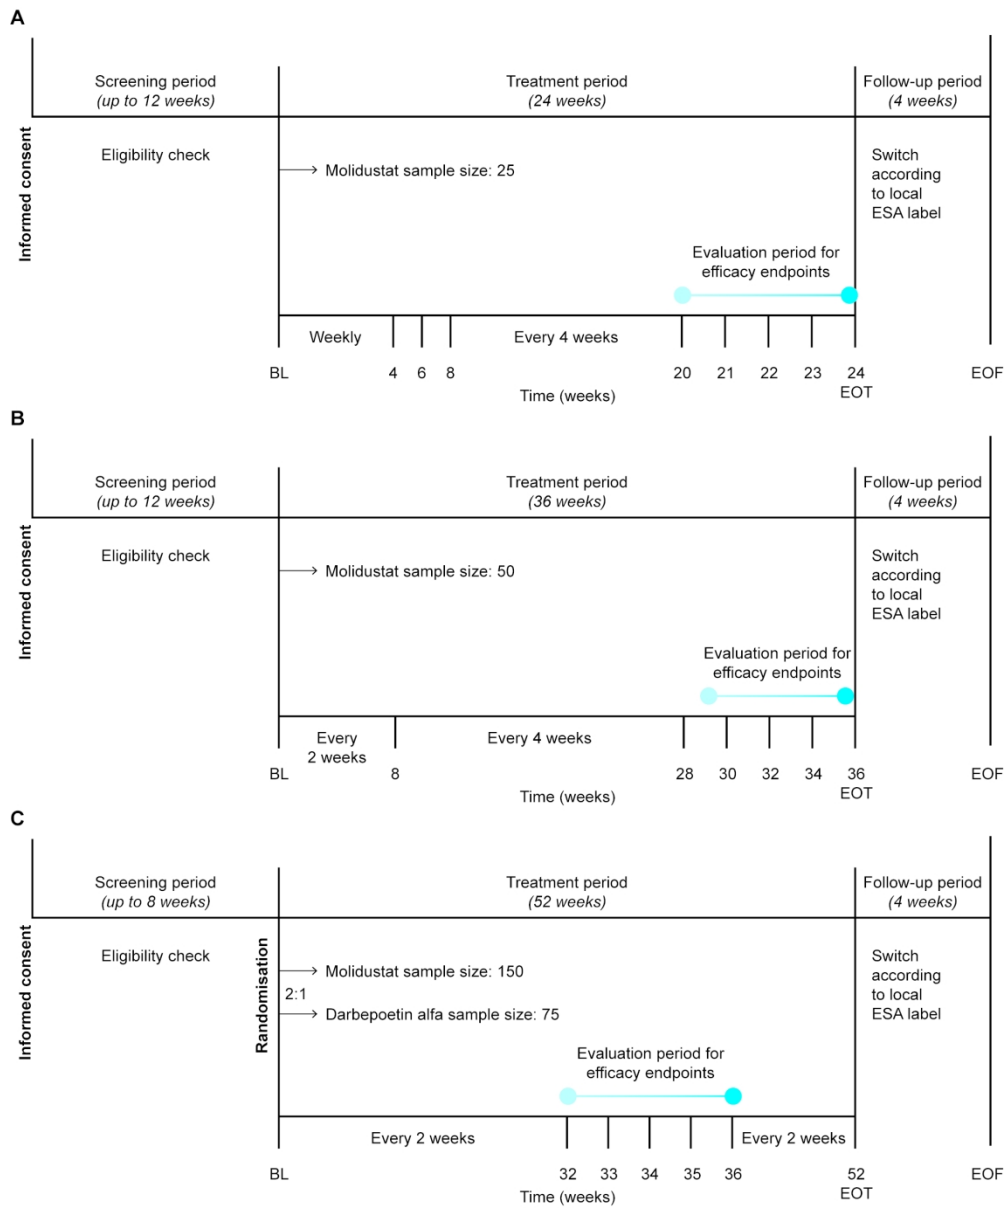 A
Screening period
(up to 12 weeks)
Treatment period
(24 weeks)
Follow-up period
(4 weeks)
Informed consent
Eligibility check
Molidustat sample size: 25
Switch
according
to local
ESA label
Evaluation period for
efficacy endpoints
Weekly
Every 4 weeks
BL
4
6
8
20
21
22
23
24
EOT
EOF
Time (weeks)
B
Screening period
(up to 12 weeks)
Treatment period
(36 weeks)
Follow-up period
(4 weeks)
Informed consent
Eligibility check
Molidustat sample size: 50
Switch
according
to local
ESA label
Evaluation period for
efficacy endpoints
Every
2 weeks
Every 4 weeks
BL
8
28
30
32
34
36
EOT
EOF
Time (weeks)
C
Screening period
(up to 8 weeks)
Treatment period
(52 weeks)
Follow-up period
(4 weeks)
Informed consent
Eligibility check
Randomisation
Molidustat sample size: 150
2:1
Darbepoetin alfa sample size: 75
Switch
according
to local
ESA label
Evaluation period for
efficacy endpoints
Every 2 weeks
Every 2 weeks
BL
32
33
34
35
36
52
EOT
EOF
Time (weeks)